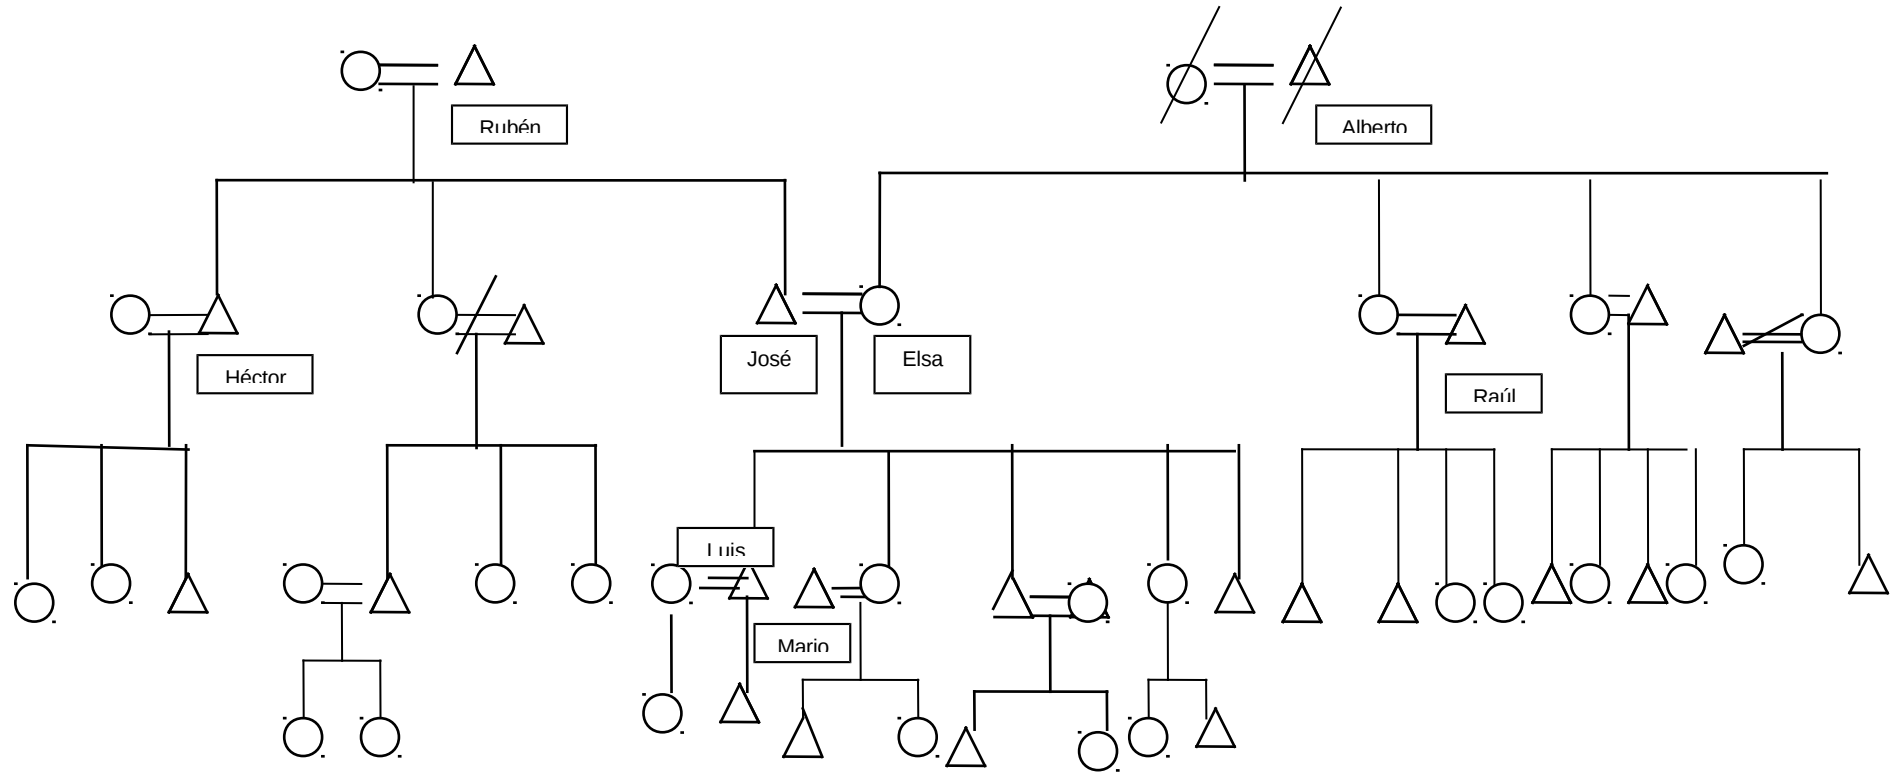 Rubén
Alberto
José
Elsa
Héctor
Raúl
Luis
Mario